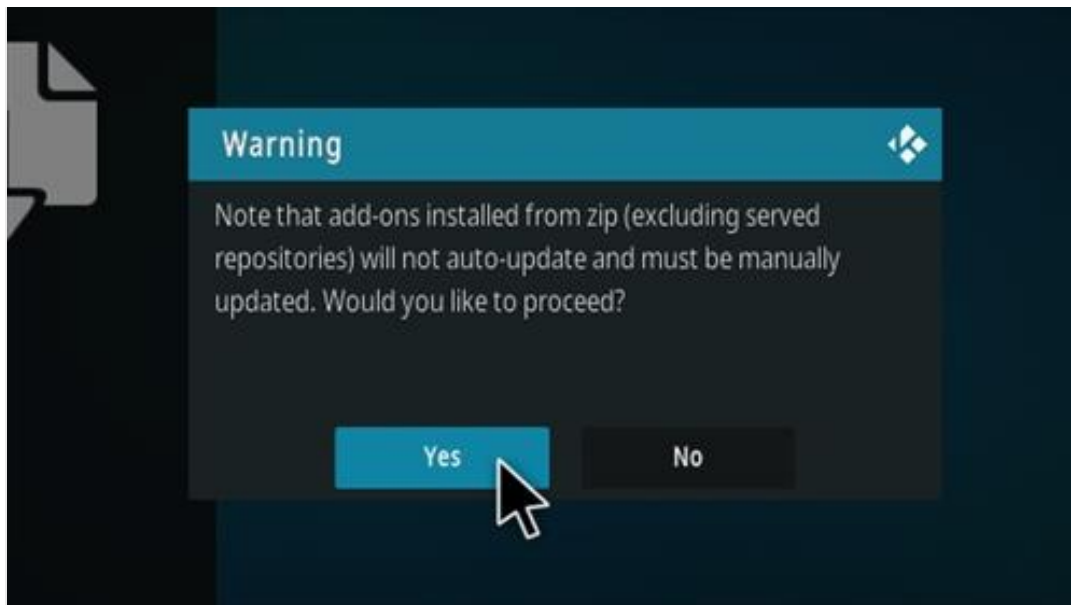 Warning
Note that add-ons installed from zip (excluding served
repositories) will not auto-update and must be manually
updated. Would you like to proceed?
Yes
No